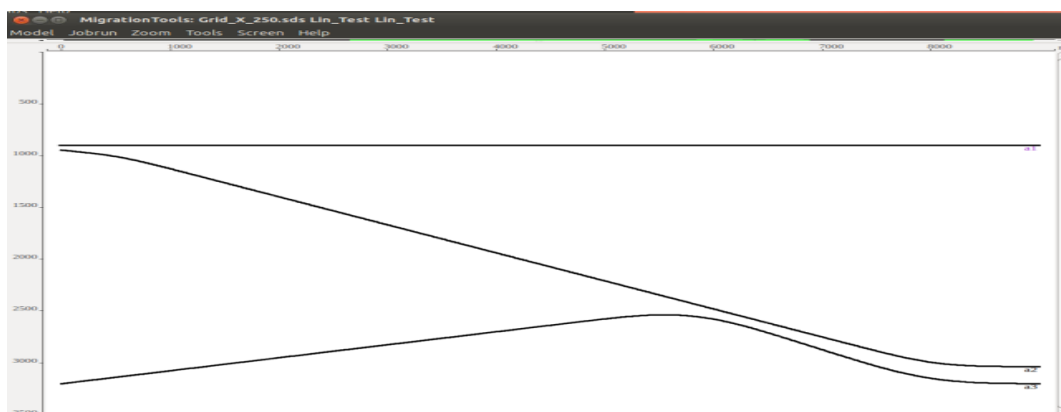 MigrationTools: Grid_X_250.sds Lin_Test Lin_Test
Model Jobrun Zoom Tools Screen Help
0 1000 2000 3000 4000 5000 6000 7000 8000
500
a1
1000
1500
2000
2500
3000
a2
a3